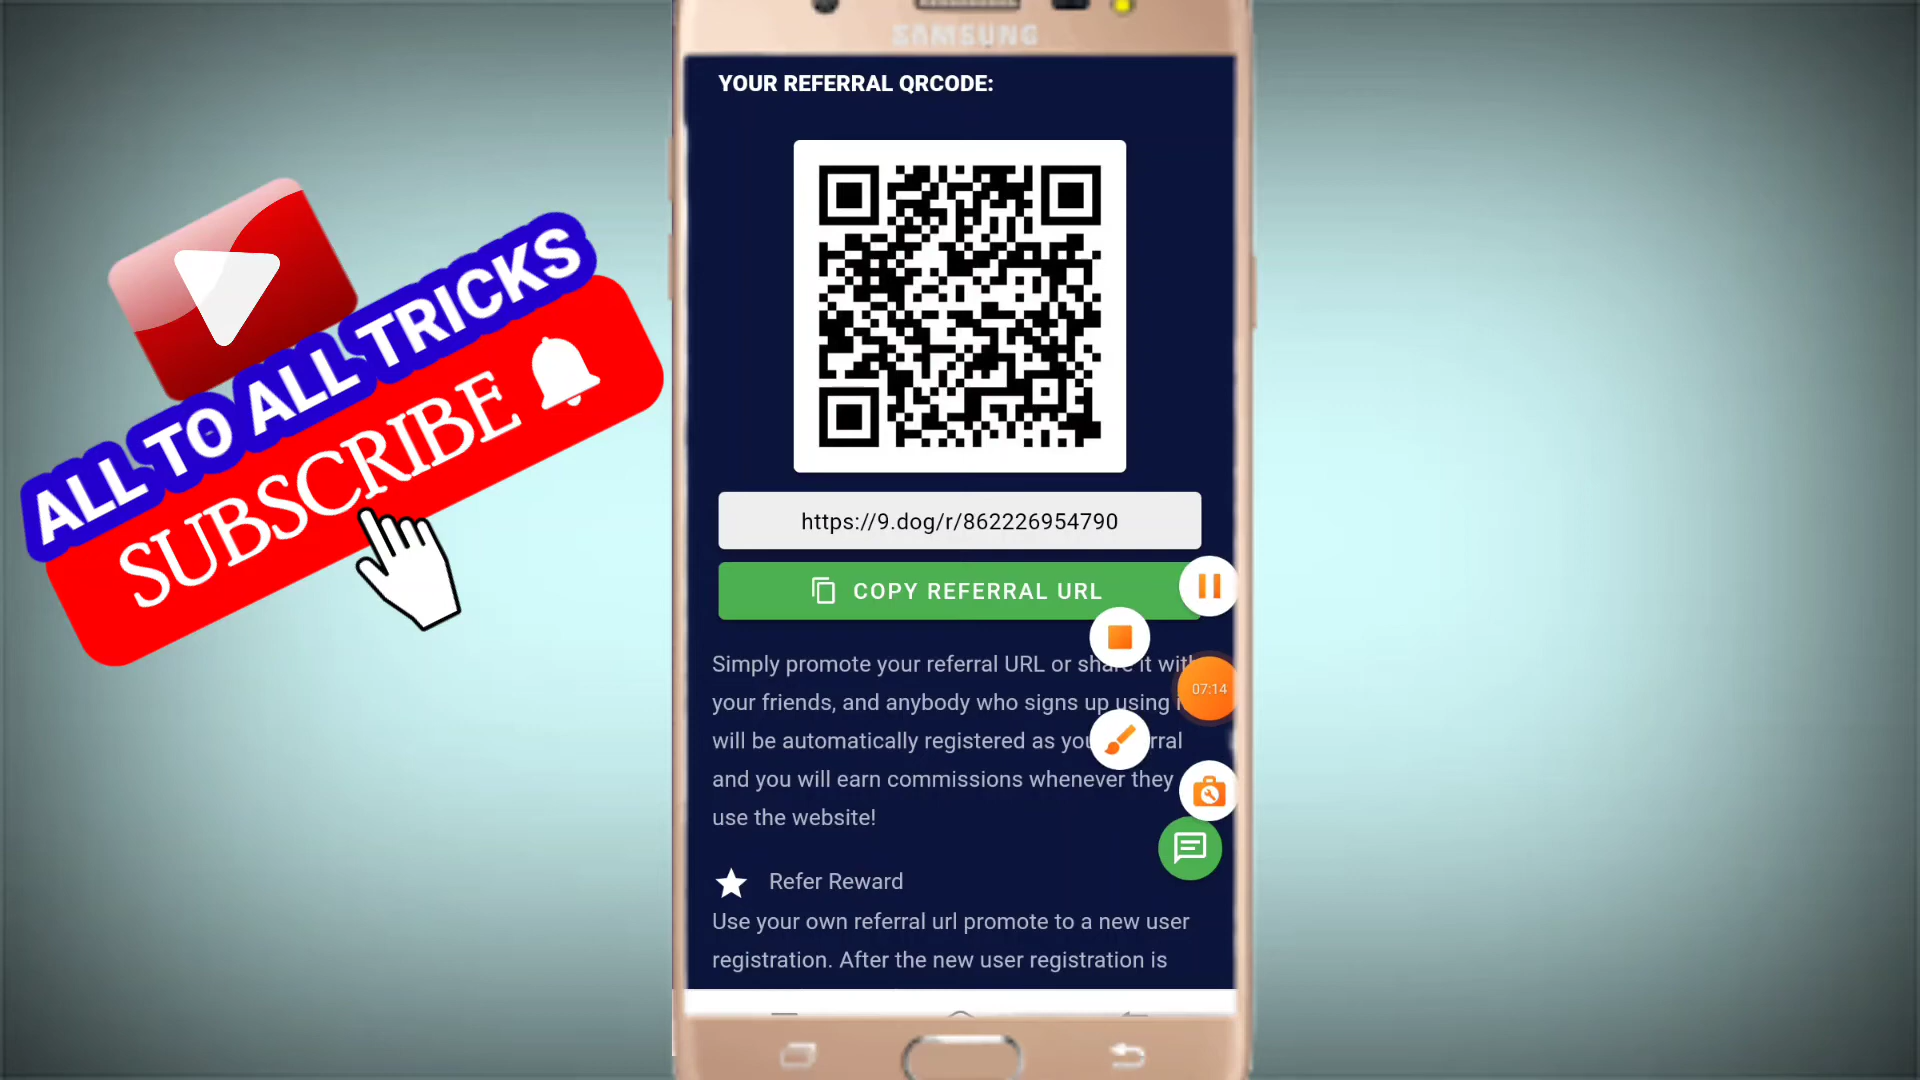 SAMSUNG
YOUR REFERRAL QRCODE:
https://9.dog/r/862226954790
COPY REFERRAL URL
Simply promote your referral URL or share it with
your friends, and anybody who signs up using
will be automatically registered as
and you will earn commissions whenever they
use the website!
Refer Reward
Use your own referral url promote to a new user
registration. After the new user registration is
07:14
ALL TO ALL TRICKS
SUBSCRIBE